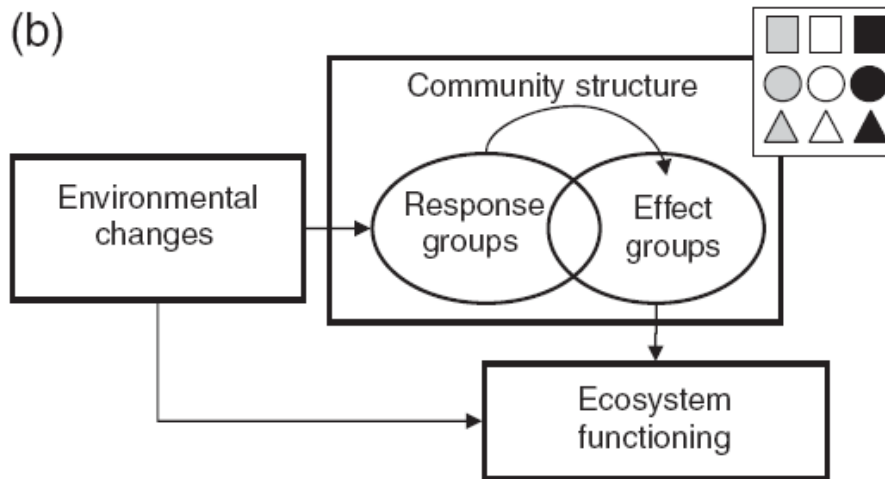 (b)
Community structure
Environmental
changes
Response
groups
Effect
groups
Ecosystem
functioning